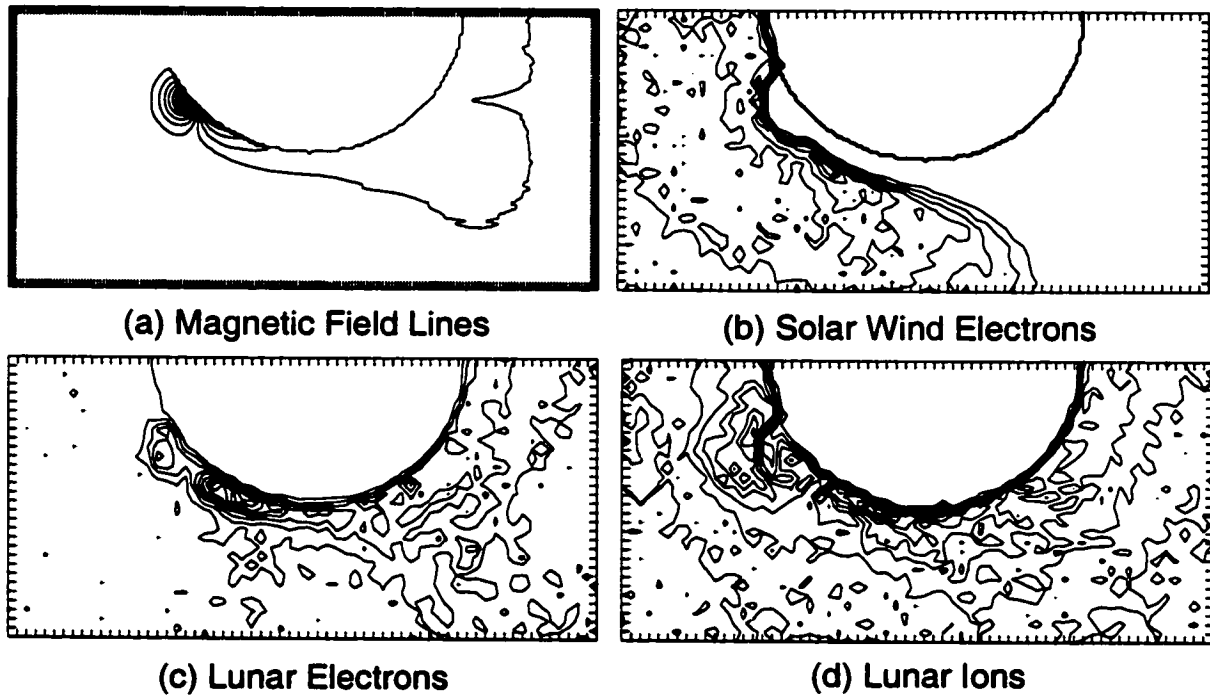 (a) Magnetic Field Lines
(b) Solar Wind Electrons
(c) Lunar Electrons
(d) Lunar Ions